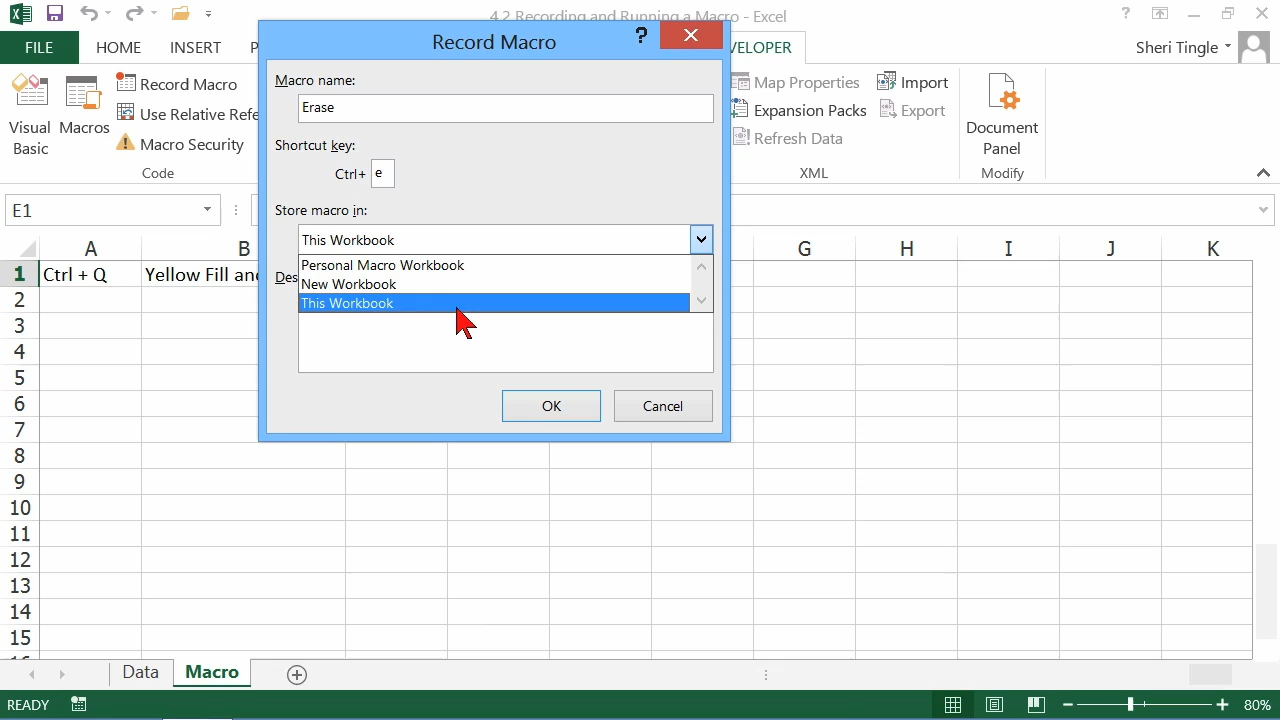 4.2 Recording and Running a Macro - Excel
?
FILE
HOME
INSERT
P
VELOPER
Sheri Tingle
Visual Basic
Macros
Record Macro
Use Relative Refe
Macro Security
Code
Map Properties
Expansion Packs
Refresh Data
Import
Export
XML
Document Panel
Modify
Record Macro
?
Macro name:
Erase
Shortcut key:
Ctrl+ e
Store macro in:
This Workbook
Personal Macro Workbook
New Workbook
This Workbook
Des
OK
Cancel
E1
A B G H I J K
1 Ctrl + Q Yellow Fill and
2
3
4
5
6
7
8
9
10
11
12
13
14
15
16
Data
Macro
READY
80%